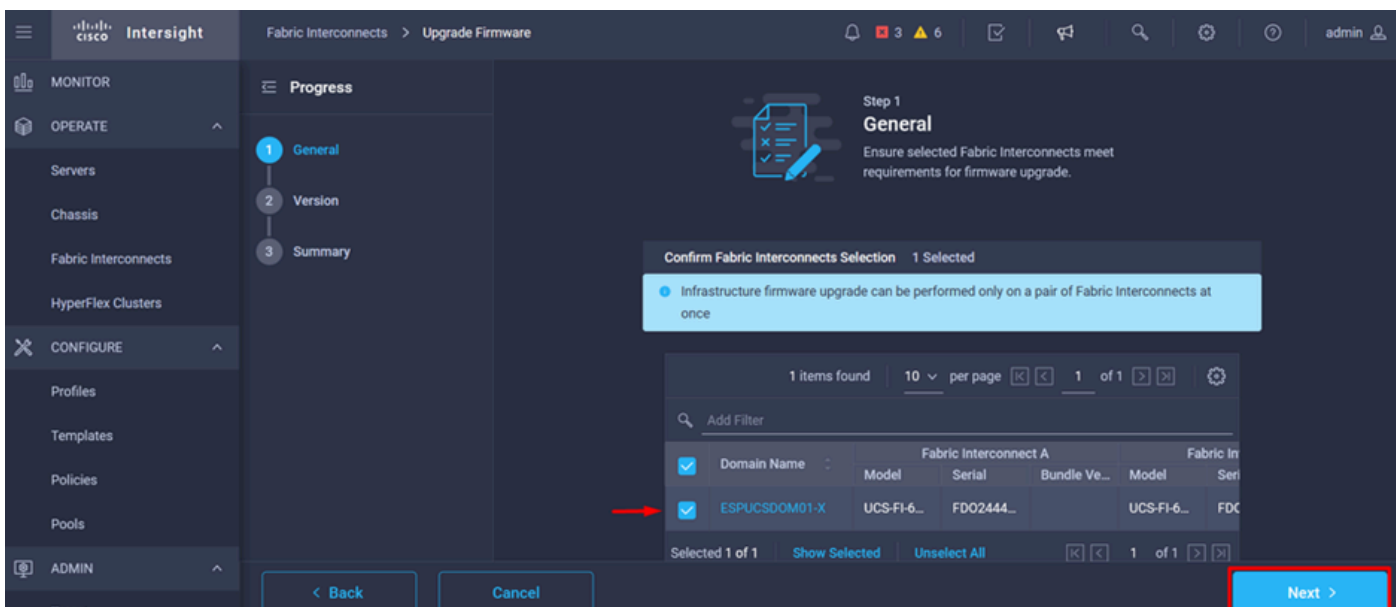 cisco Intersight
Fabric Interconnects > Upgrade Firmware
3
6
admin
MONITOR
OPERATE
Servers
Chassis
Fabric Interconnects
HyperFlex Clusters
CONFIGURE
Profiles
Templates
Policies
Pools
ADMIN
Progress
1 General
2 Version
3 Summary
Step 1
General
Ensure selected Fabric Interconnects meet
requirements for firmware upgrade.
Confirm Fabric Interconnects Selection 1 Selected
Infrastructure firmware upgrade can be performed only on a pair of Fabric Interconnects at
once
1 items found 10 per page 1 of 1
Add Filter
Fabric Interconnect A Fabric In
Domain Name Model Serial Bundle Ve... Model Seri
ESPUCSDOM01-X UCS-FI-6... FDO2444... UCS-FI-6... FDO
Selected 1 of 1 Show Selected Unselect All 1 of 1
< Back Cancel Next >